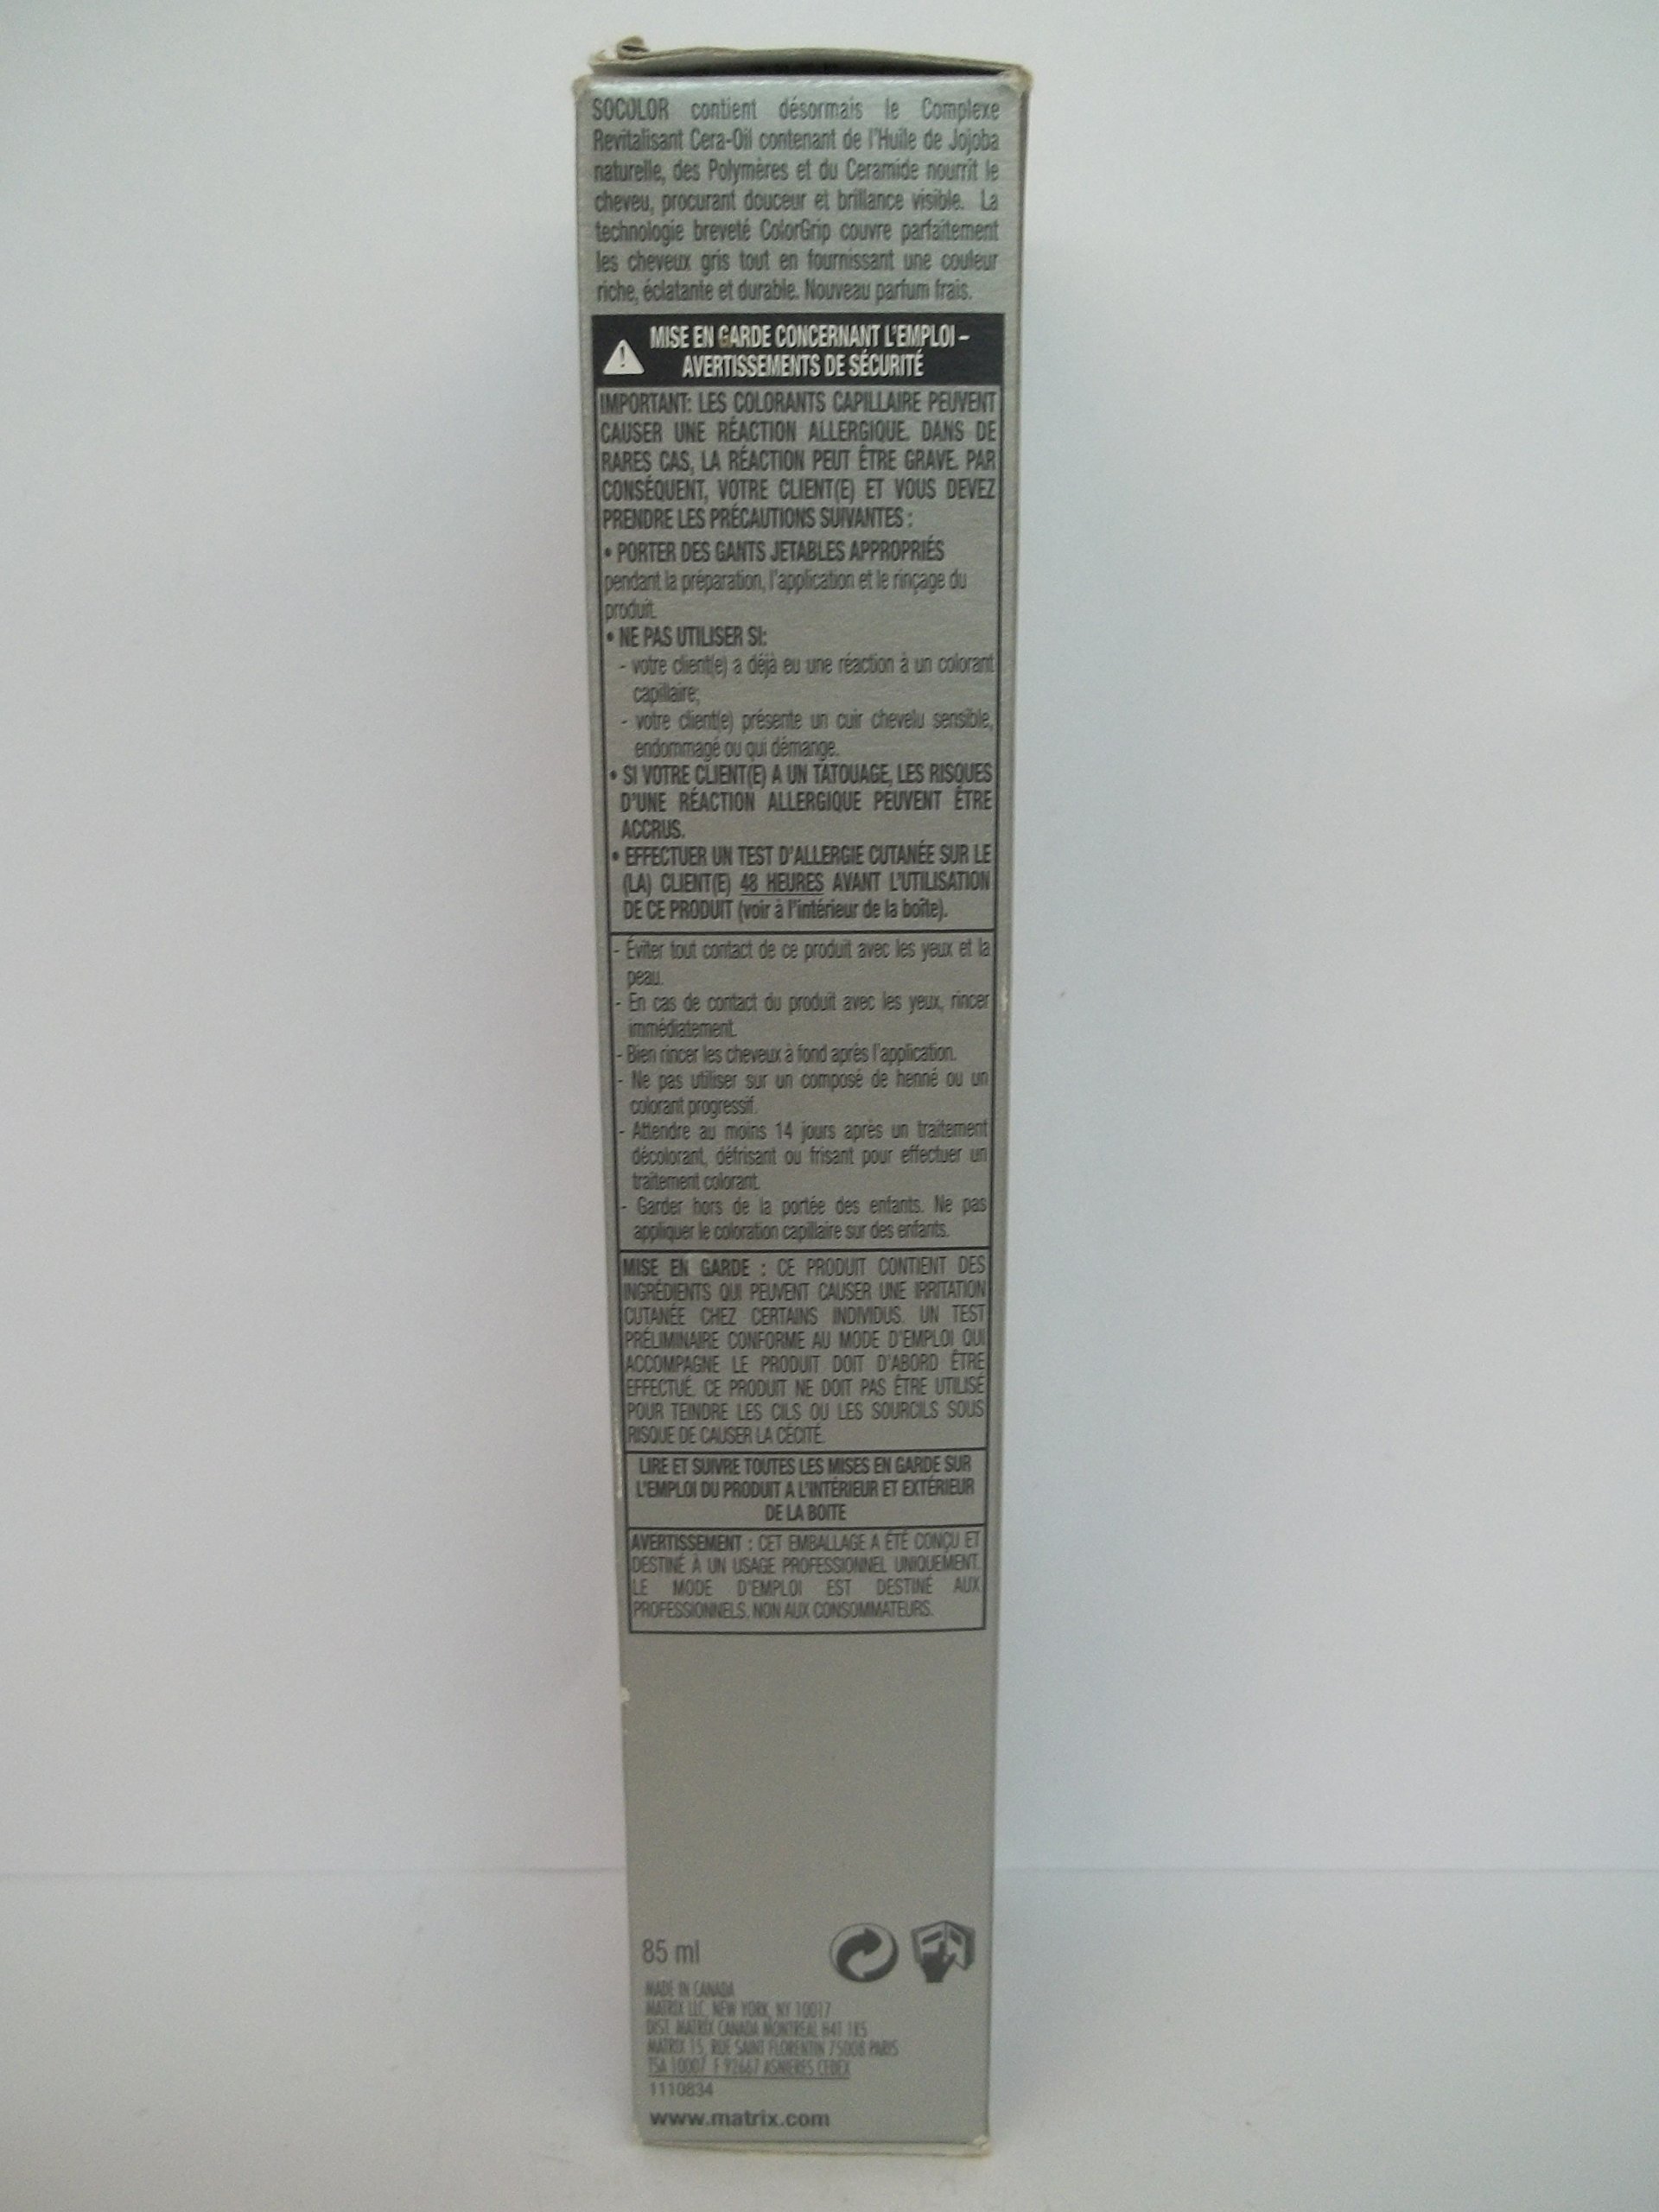 SOCOLOR contient désormais le Complexe
Revitalisant Cera-Oil contenant de l'Huile de Jojoba
naturelle, des Polymères et du Ceramide nourrit le
cheveu, procurant douceur et brillance visible. La
technologie breveté ColorGrip couvre parfaitement
les cheveux gris tout en fournissant une couleur
riche, éclatante et durable. Nouveau parfum frais.
MISE EN GARDE CONCERNANT L'EMPLOI –
AVERTISSEMENTS DE SÉCURITÉ
IMPORTANT: LES COLORANTS CAPILLAIRE PEUVENT
CAUSER UNE RÉACTION ALLERGIQUE. DANS DE
RARES CAS, LA RÉACTION PEUT ÊTRE GRAVE. PAR
CONSÉQUENT, VOTRE CLIENT(E) ET VOUS DEVEZ
PRENDRE LES PRÉCAUTIONS SUIVANTES :
• PORTER DES GANTS JETABLES APPROPRIÉS
pendant la préparation, l'application et le rinçage du
produit.
• NE PAS UTILISER SI:
- votre client(e) a déjà eu une réaction à un colorant
capillaire;
- votre client(e) présente un cuir chevelu sensible,
endommagé ou qui démange.
• SI VOTRE CLIENT(E) A UN TATOUAGE, LES RISQUES
D'UNE RÉACTION ALLERGIQUE PEUVENT ÊTRE
ACCRUS.
• EFFECTUER UN TEST D'ALLERGIE CUTANÉE SUR LE
(LA) CLIENT(E) 48 HEURES AVANT L'UTILISATION
DE CE PRODUIT (voir à l'intérieur de la boîte).
- Éviter tout contact de ce produit avec les yeux et la
peau.
- En cas de contact du produit avec les yeux, rincer
immédiatement.
- Bien rincer les cheveux à fond après l'application.
- Ne pas utiliser sur un composé de henné ou un
colorant progressif.
- Attendre au moins 14 jours après un traitement
décolorant, défrisant ou frisant pour effectuer un
traitement colorant.
- Garder hors de la portée des enfants. Ne pas
appliquer le coloration capillaire sur des enfants.
MISE EN GARDE : CE PRODUIT CONTIENT DES
INGRÉDIENTS QUI PEUVENT CAUSER UNE IRRITATION
CUTANÉE CHEZ CERTAINS INDIVIDUS. UN TEST
PRÉLIMINAIRE CONFORME AU MODE D'EMPLOI QUI
ACCOMPAGNE LE PRODUIT DOIT D'ABORD ÊTRE
EFFECTUÉ. CE PRODUIT NE DOIT PAS ÊTRE UTILISÉ
POUR TEINDRE LES CILS OU LES SOURCILS SOUS
RISQUE DE CAUSER LA CÉCITÉ.
LIRE ET SUIVRE TOUTES LES MISES EN GARDE SUR
L'EMPLOI DU PRODUIT A L'INTÉRIEUR ET EXTÉRIEUR
DE LA BOITE
AVERTISSEMENT : CET EMBALLAGE A ÉTÉ CONÇU ET
DESTINÉ À UN USAGE PROFESSIONNEL UNIQUEMENT.
LE MODE D'EMPLOI EST DESTINÉ AUX
PROFESSIONNELS, NON AUX CONSOMMATEURS.
85 ml
MADE IN CANADA
MATRIX LLC, NEW YORK, NY 10017
DIST. MATRIX CANADA MONTREAL H4T 1K5
MATRIX 15, RUE SAINT FLORENTIN 75008 PARIS
TSA 10007 F 92667 ASNIERES CEDEX
1110834
www.matrix.com